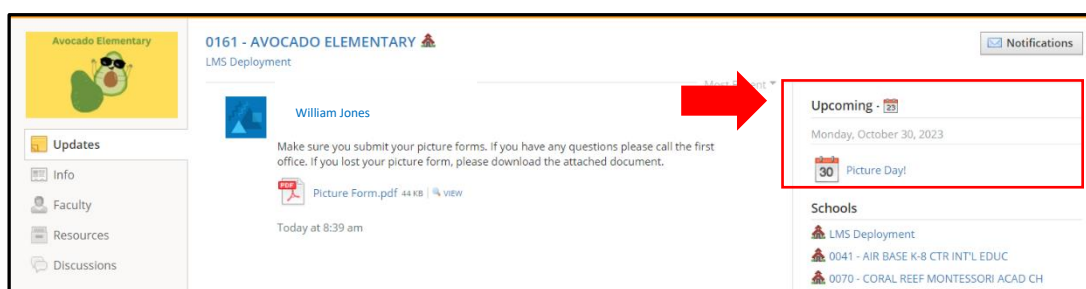 Avocado Elementary
Updates
Info
Faculty
Resources
Discussions
0161 - AVOCADO ELEMENTARY
LMS Deployment
Most
William Jones
Make sure you submit your picture forms. If you have any questions please call the first
office. If you lost your picture form, please download the attached document.
PDF
Picture Form.pdf 44 KB | VIEW
Today at 8:39 am
Notifications
Upcoming · 23
Monday, October 30, 2023
30 Picture Day!
Schools
LMS Deployment
0041 - AIR BASE K-8 CTR INT'L EDUC
0070 - CORAL REEF MONTESSORI ACAD CH